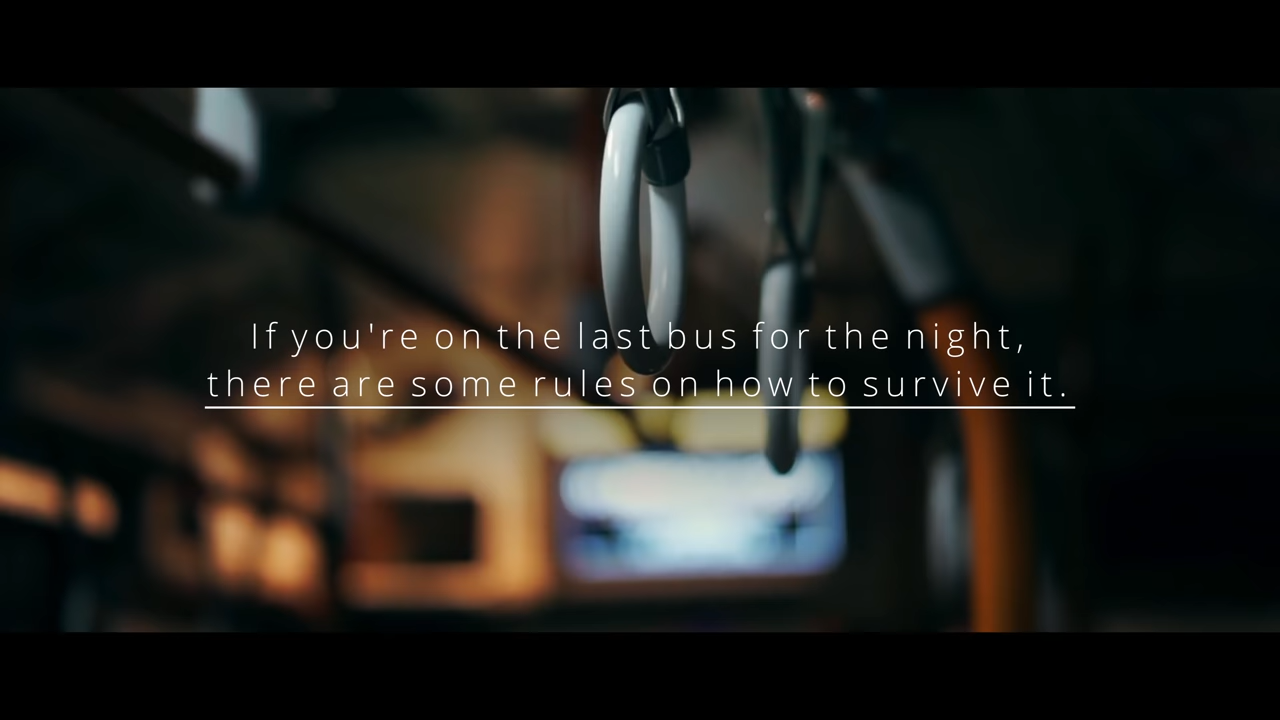 If you're on the last bus for the night,
there are some rules on how to survive it.